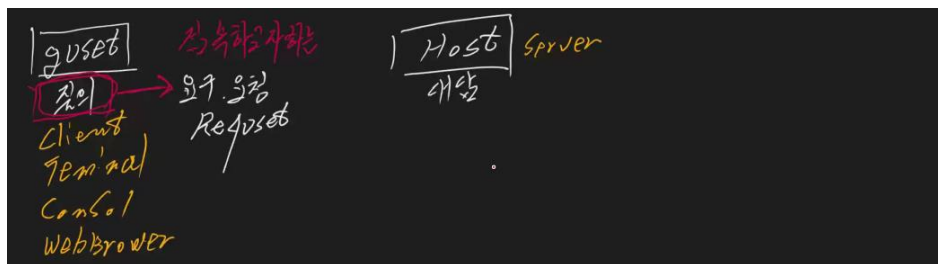 guset
질의
Client
Teminal
Consol
WebBrower
접속하고자하는
요구.요청
Requset
Host
대답
Server